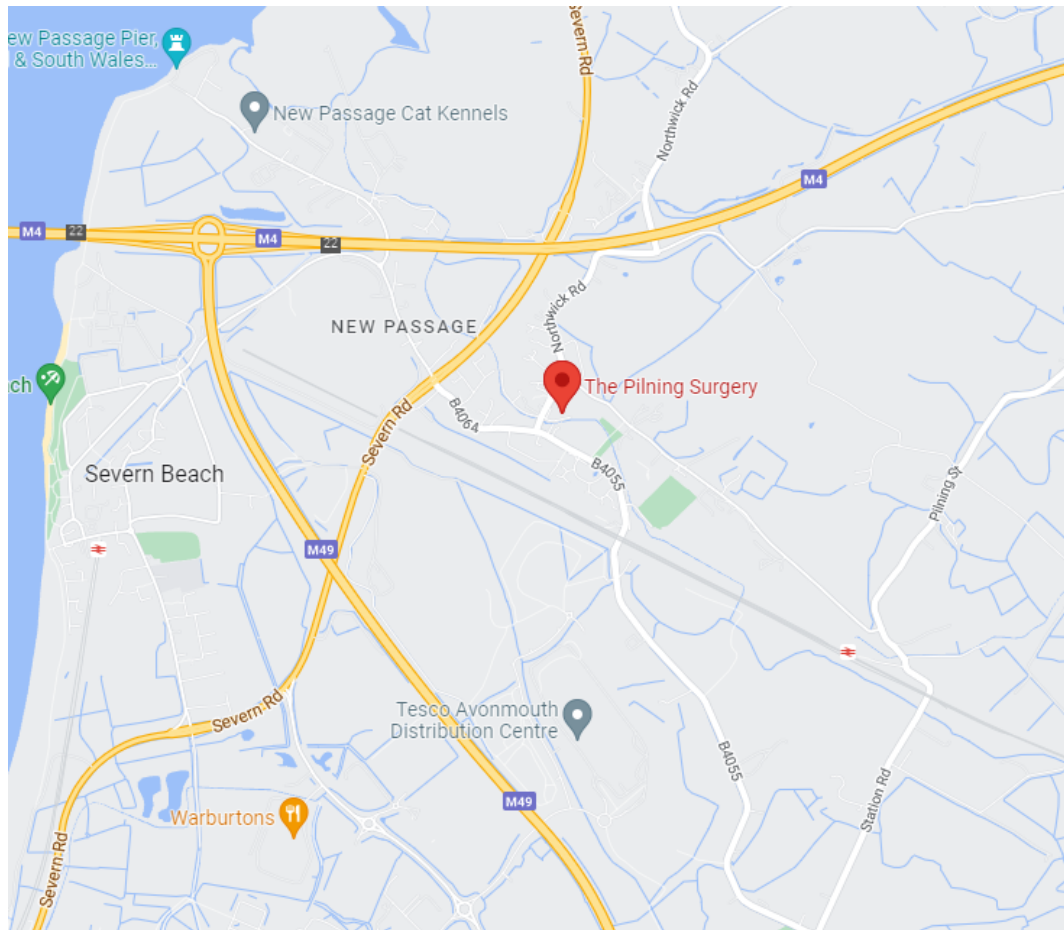 ew Passage Pier,
l & South Wales...
Severn Rd
New Passage Cat Kennels
Northwick Rd
M4
M4
22
M4
22
Northwick Rd
NEW PASSAGE
ch
The Pilning Surgery
B4064
Severn Rd
Severn Beach
B4055
Pilning St
M49
Severn Rd
Tesco Avonmouth
Distribution Centre
B4055
Station Rd
M49
Warburtons
Severn Rd